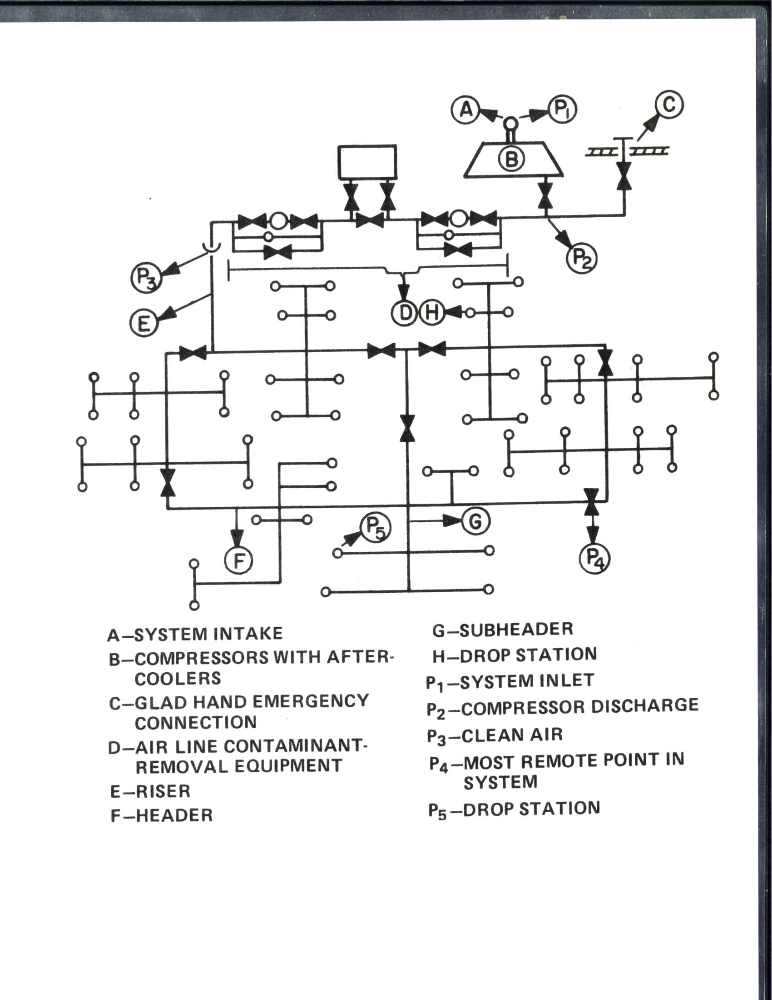 A
P1
C
B
P2
P3
D
H
E
G
P5
F
P4
A—SYSTEM INTAKE
B—COMPRESSORS WITH AFTER-
COOLERS
C—GLAD HAND EMERGENCY
CONNECTION
D—AIR LINE CONTAMINANT-
REMOVAL EQUIPMENT
E—RISER
F—HEADER
G—SUBHEADER
H—DROP STATION
P1—SYSTEM INLET
P2—COMPRESSOR DISCHARGE
P3—CLEAN AIR
P4—MOST REMOTE POINT IN
SYSTEM
P5—DROP STATION